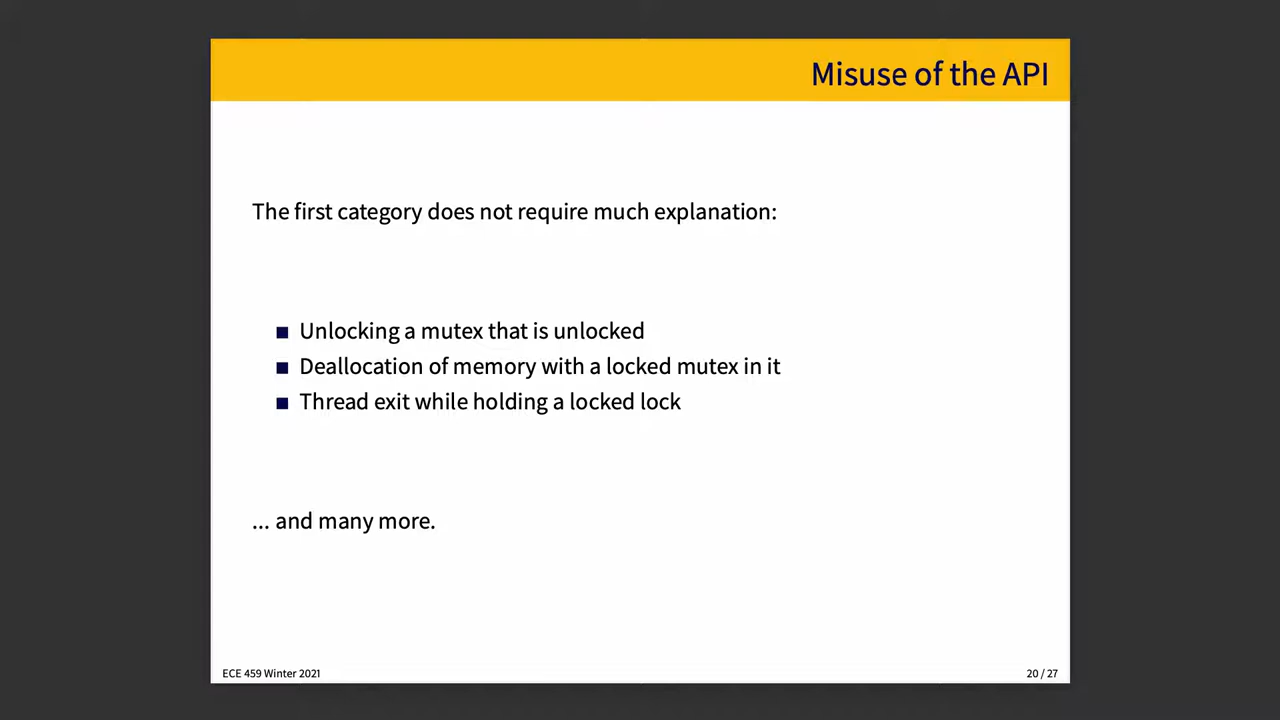 Misuse of the API
The first category does not require much explanation:
■ Unlocking a mutex that is unlocked
■ Deallocation of memory with a locked mutex in it
■ Thread exit while holding a locked lock
... and many more.
ECE 459 Winter 2021
20 / 27